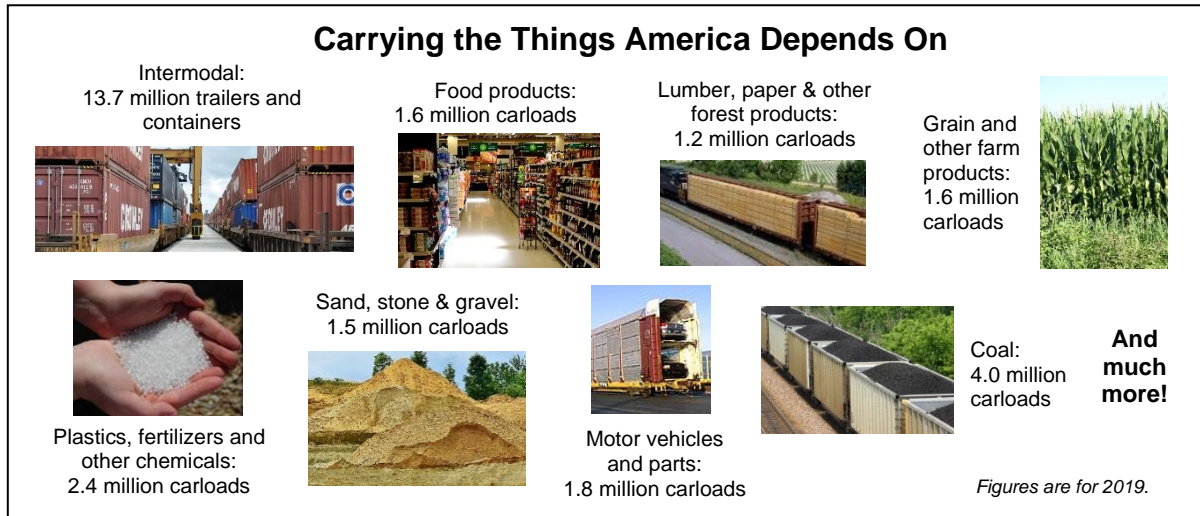 Carrying the Things America Depends On
Intermodal:
13.7 million trailers and
containers
Food products:
1.6 million carloads
Lumber, paper & other
forest products:
1.2 million carloads
Grain and
other farm
products:
1.6 million
carloads
Plastics, fertilizers and
other chemicals:
2.4 million carloads
Sand, stone & gravel:
1.5 million carloads
Motor vehicles
and parts:
1.8 million carloads
Coal:
4.0 million
carloads
And
much
more!
Figures are for 2019.